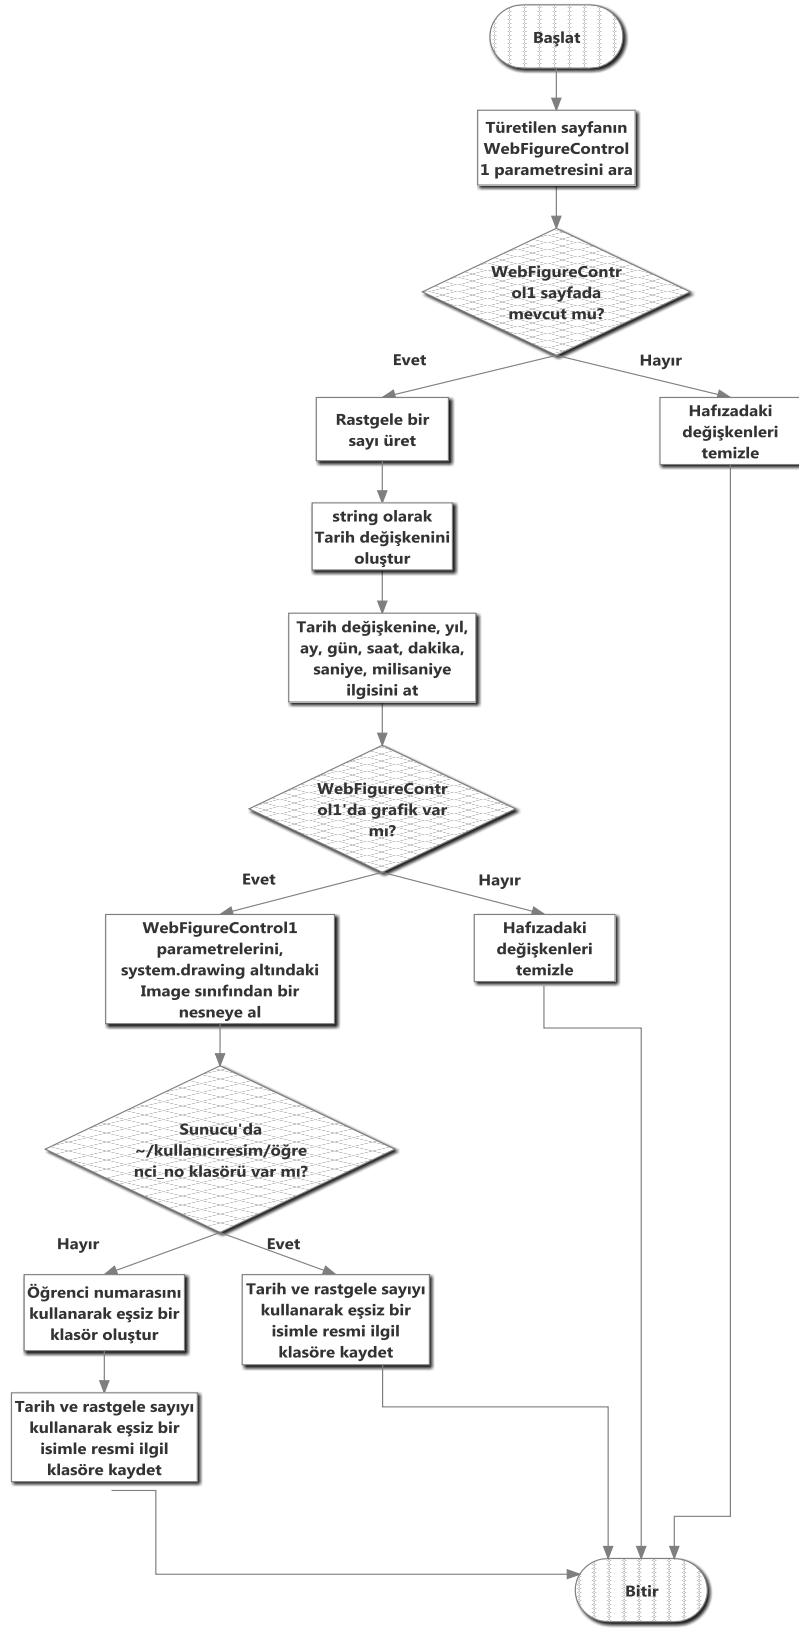 Başlat
Türetilen sayfanın
WebFigureControl
1 parametresini ara
WebFigureContr
ol1 sayfada
mevcut mu?
Evet
Hayır
Rastgele bir
sayı üret
Hafızadaki
değişkenleri
temizle
string olarak
Tarih değişkenini
oluştur
Tarih değişkenine, yıl,
ay, gün, saat, dakika,
saniye, milisaniye
ilgisini at
WebFigureContr
ol1'da grafik var
mı?
Evet
Hayır
WebFigureControl1
parametrelerini,
system.drawing altındaki
Image sınıfından bir
nesneye al
Hafızadaki
değişkenleri
temizle
Sunucu'da
~/kullanıcıresim/öğre
nci_no klasörü var mı?
Hayır
Evet
Öğrenci numarasını
kullanarak eşsiz bir
klasör oluştur
Tarih ve rastgele sayıyı
kullanarak eşsiz bir
isimle resmi ilgil
klasöre kaydet
Tarih ve rastgele sayıyı
kullanarak eşsiz bir
isimle resmi ilgil
klasöre kaydet
Bitir